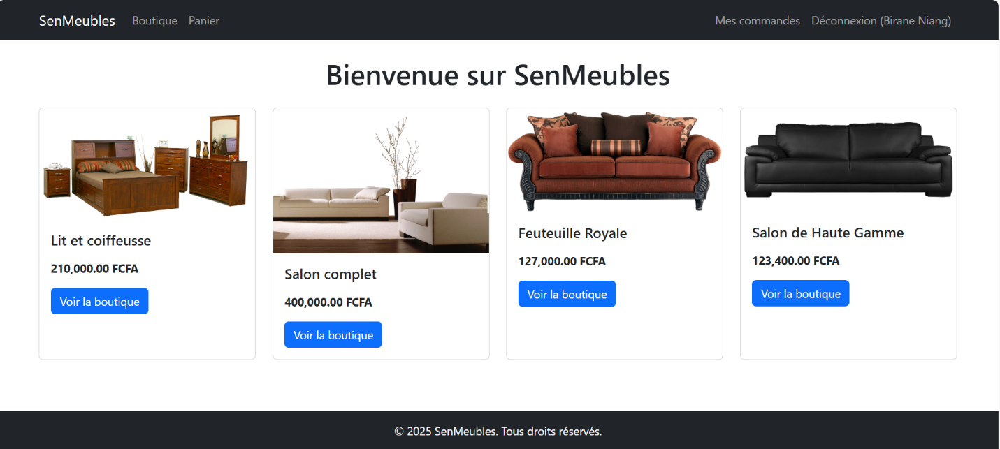 SenMeubles Boutique Panier Mes commandes Déconnexion (Birane Niang)
Bienvenue sur SenMeubles
Lit et coiffeuse
210,000.00 FCFA
Voir la boutique
Salon complet
400,000.00 FCFA
Voir la boutique
Feuteuille Royale
127,000.00 FCFA
Voir la boutique
Salon de Haute Gamme
123,400.00 FCFA
Voir la boutique
© 2025 SenMeubles. Tous droits réservés.